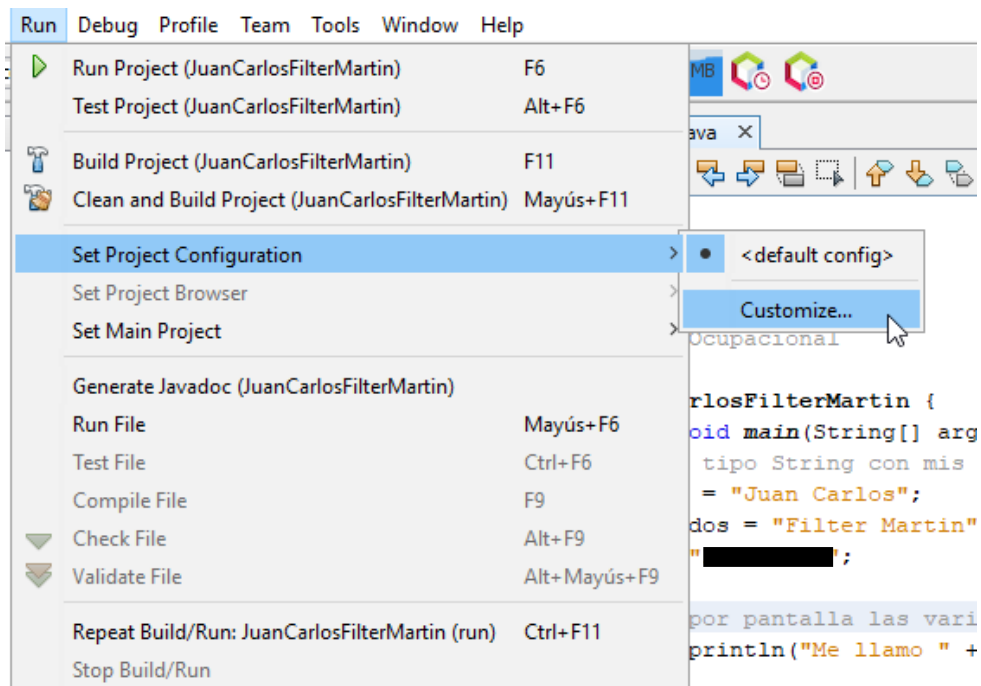 Run Debug Profile Team Tools Window Help
Run Project (JuanCarlosFilterMartin) F6
MB
Test Project (JuanCarlosFilterMartin) Alt+F6
ava X
Build Project (JuanCarlosFilterMartin) F11
Clean and Build Project (JuanCarlosFilterMartin) Mayús+F11
Set Project Configuration >
<default config>
Set Project Browser >
Customize...
Set Main Project >
Ocupacional
Generate Javadoc (JuanCarlosFilterMartin)
rlosFilterMartin {
Run File Mayús+F6
oid main(String[] arg
Test File Ctrl+F6
tipo String con mis
Compile File F9
= "Juan Carlos";
Check File Alt+F9
dos = "Filter Martin"
Validate File Alt+Mayús+F9
" ";
Repeat Build/Run: JuanCarlosFilterMartin (run) Ctrl+F11
por pantalla las vari
println("Me llamo " +
Stop Build/Run